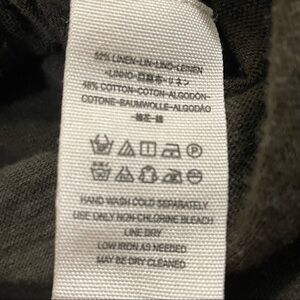 52% LINEN-LIN-LINO-LEINEN
-LINHO-亞麻布-リネン
48% COTTON-COTON-ALGODÓN-
COTONE-BAUMWOLLE-ALGODÃO
-棉花-綿
HAND WASH COLD SEPARATELY
USE ONLY NON-CHLORINE BLEACH
LINE DRY
LOW IRON AS NEEDED
MAY BE DRY CLEANED